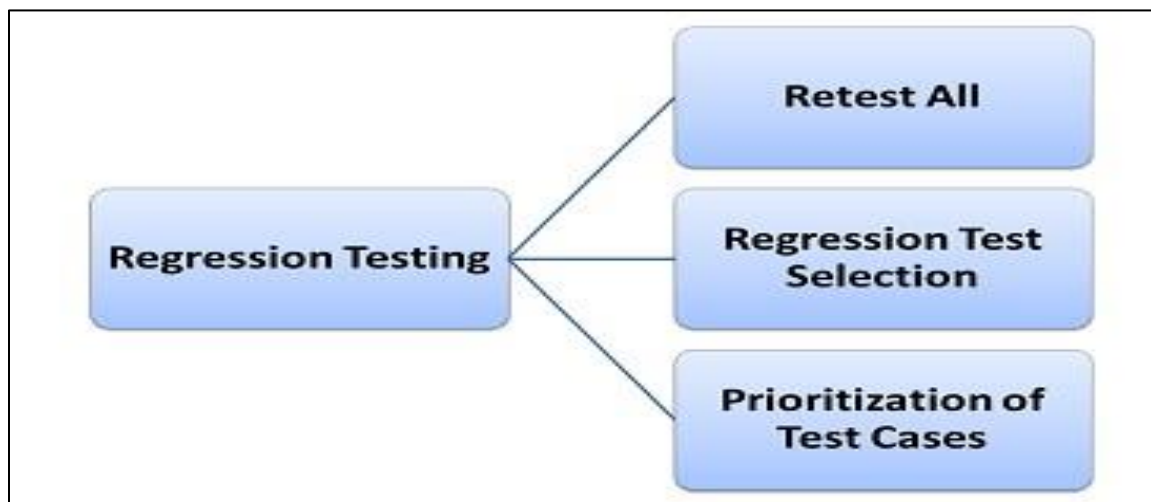 Retest All
Regression Testing
Regression Test
Selection
Prioritization of
Test Cases